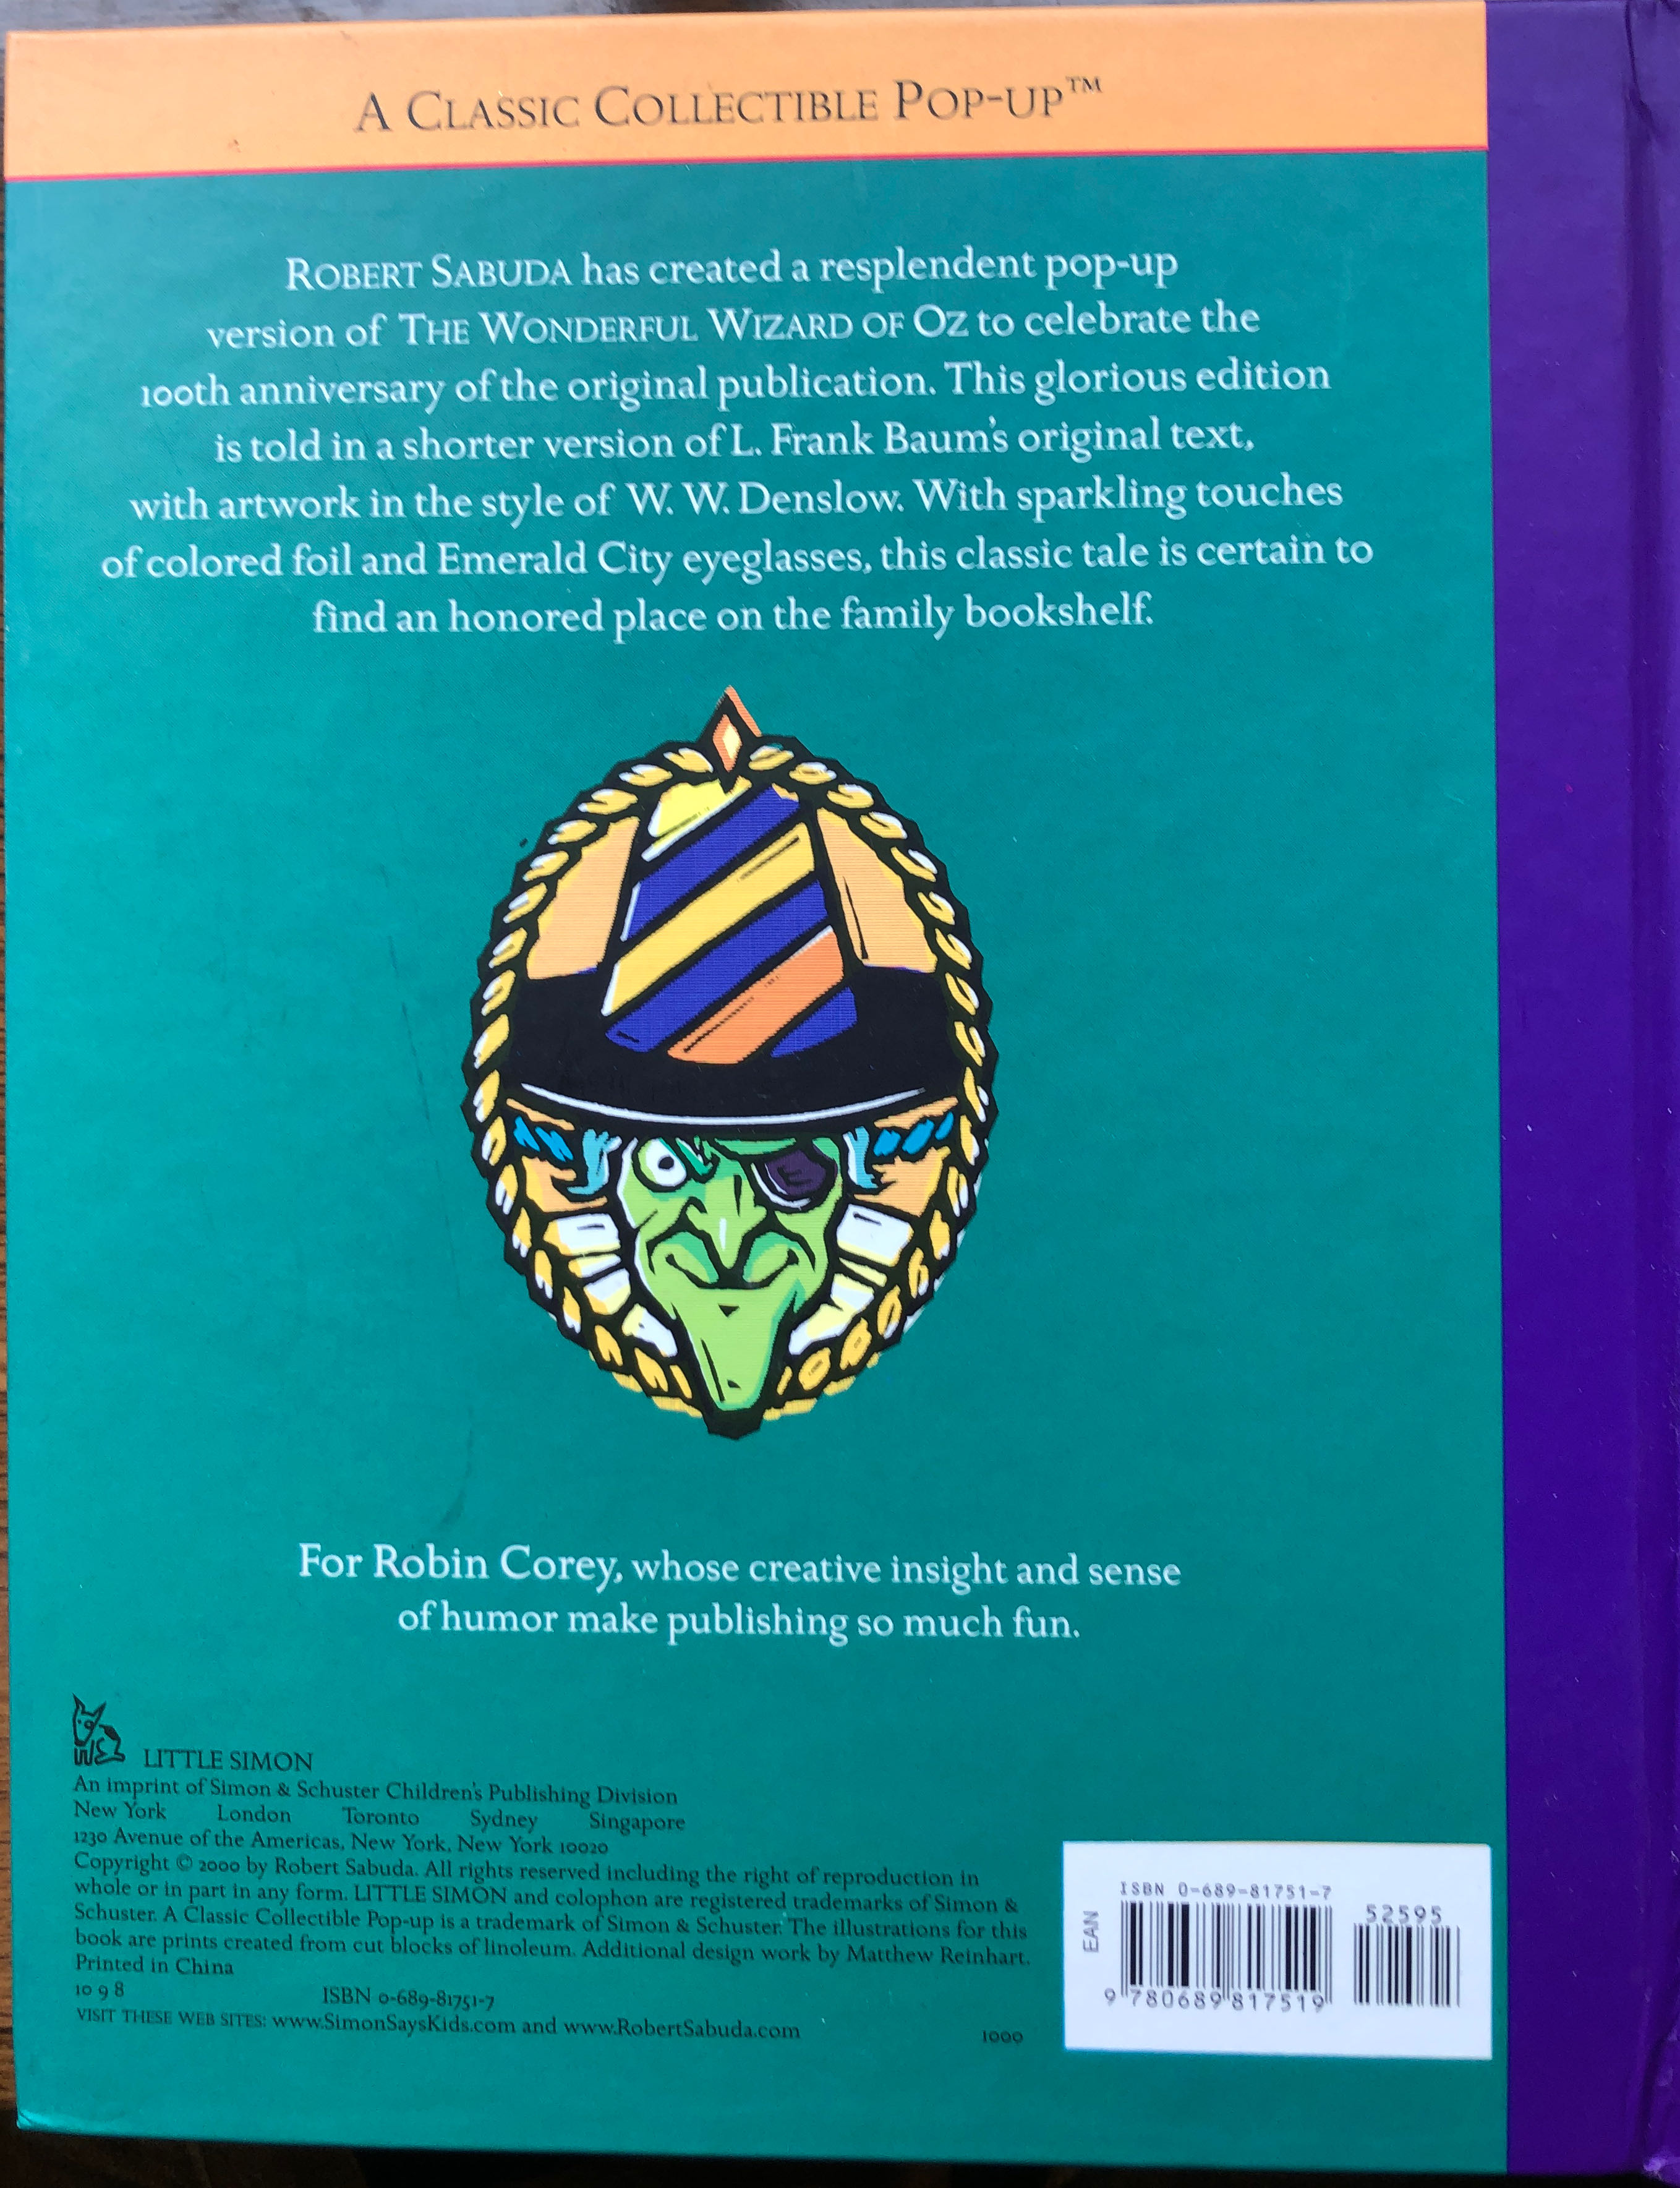 A CLASSIC COLLECTIBLE POP-UP™
ROBERT SABUDA has created a resplendent pop-up
version of THE WONDERFUL WIZARD OF OZ to celebrate the
100th anniversary of the original publication. This glorious edition
is told in a shorter version of L. Frank Baum's original text,
with artwork in the style of W. W. Denslow. With sparkling touches
of colored foil and Emerald City eyeglasses, this classic tale is certain to
find an honored place on the family bookshelf.
For Robin Corey, whose creative insight and sense
of humor make publishing so much fun.
LITTLE SIMON
An imprint of Simon & Schuster Children's Publishing Division
New York London Toronto Sydney Singapore
1230 Avenue of the Americas, New York, New York 10020
Copyright © 2000 by Robert Sabuda. All rights reserved including the right of reproduction in
whole or in part in any form. LITTLE SIMON and colophon are registered trademarks of Simon &
Schuster. A Classic Collectible Pop-up is a trademark of Simon & Schuster. The illustrations for this
book are prints created from cut blocks of linoleum. Additional design work by Matthew Reinhart.
Printed in China
10 9 8
ISBN 0-689-81751-7
VISIT THESE WEB SITES: www.SimonSaysKids.com and www.RobertSabuda.com
1000
ISBN 0-689-81751-7
52595
EAN
9 780689 817519